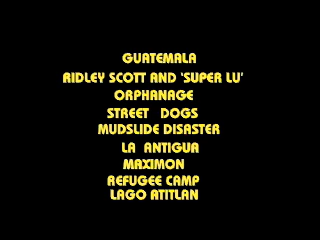 GUATEMALA
RIDLEY SCOTT AND 'SUPER LU'
ORPHANAGE
STREET DOGS
MUDSLIDE DISASTER
LA ANTIGUA
MAXIMON
REFUGEE CAMP
LAGO ATITLAN